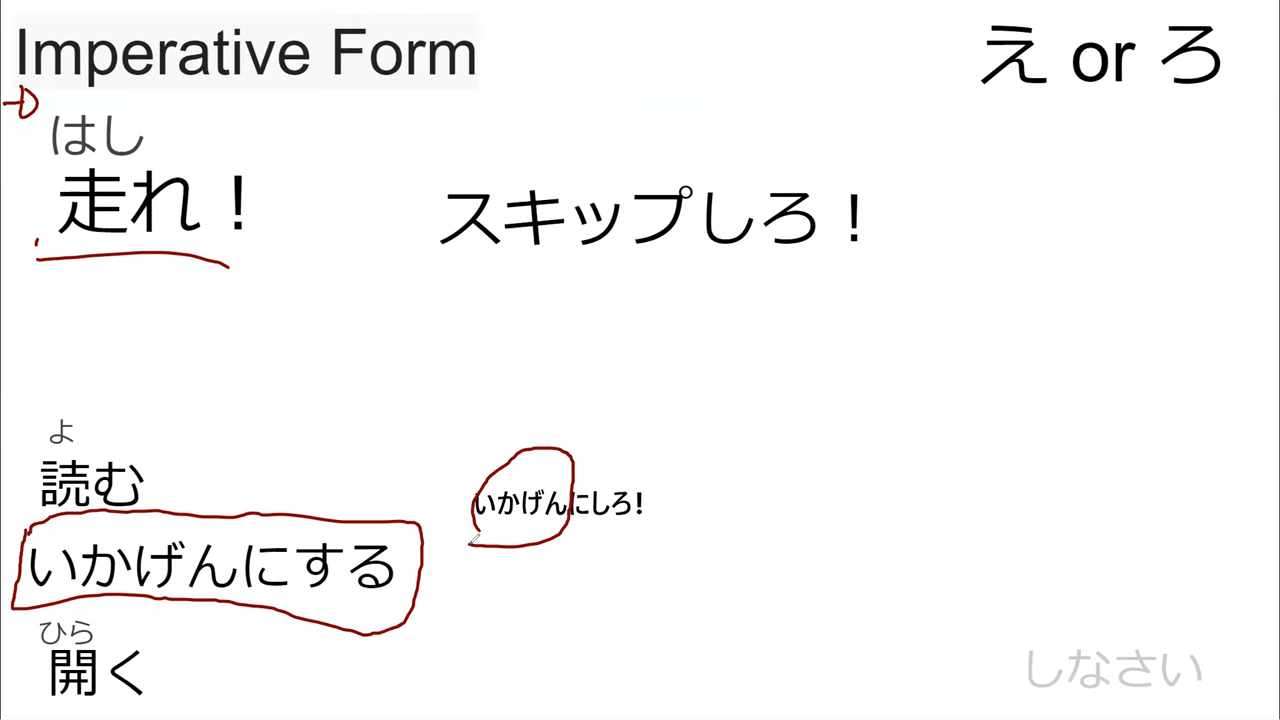 Imperative Form
え or ろ
はし
走れ！
スキップしろ！
よ
読む
いかげんにしろ！
いかげんにする
ひら
開く
しなさい